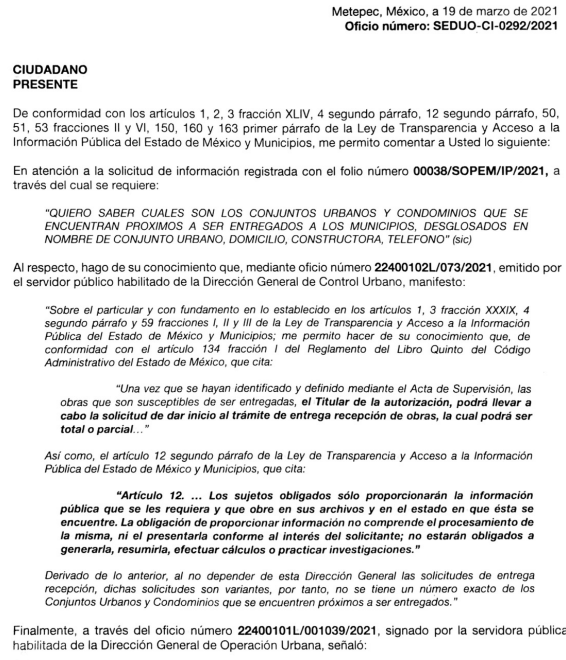 Metepec, México, a 19 de marzo de 2021
Oficio número: SEDUO-CI-0292/2021
CIUDADANO
PRESENTE
De conformidad con los artículos 1, 2, 3 fracción XLIV, 4 segundo párrafo, 12 segundo párrafo, 50,
51, 53 fracciones II y VI, 150, 160 y 163 primer párrafo de la Ley de Transparencia y Acceso a la
Información Pública del Estado de México y Municipios, me permito comentar a Usted lo siguiente:
En atención a la solicitud de información registrada con el folio número 00038/SOPEM/IP/2021, a
través del cual se requiere:
"QUIERO SABER CUALES SON LOS CONJUNTOS URBANOS Y CONDOMINIOS QUE SE
ENCUENTRAN PROXIMOS A SER ENTREGADOS A LOS MUNICIPIOS, DESGLOSADOS EN
NOMBRE DE CONJUNTO URBANO, DOMICILIO, CONSTRUCTORA, TELEFONO" (sic)
Al respecto, hago de su conocimiento que, mediante oficio número 22400102L/073/2021, emitido por
el servidor público habilitado de la Dirección General de Control Urbano, manifesto:
"Sobre el particular y con fundamento en lo establecido en los artículos 1, 3 fracción XXXIX, 4
segundo párrafo y 59 fracciones I, II y III de la Ley de Transparencia y Acceso a la Información
Pública del Estado de México y Municipios; me permito hacer de su conocimiento que, de
conformidad con el artículo 134 fracción I del Reglamento del Libro Quinto del Código
Administrativo del Estado de México, que cita:
"Una vez que se hayan identificado y definido mediante el Acta de Supervisión, las
obras que son susceptibles de ser entregadas, el Titular de la autorización, podrá llevar a
cabo la solicitud de dar inicio al trámite de entrega recepción de obras, la cual podrá ser
total o parcial…"
Así como, el artículo 12 segundo párrafo de la Ley de Transparencia y Acceso a la Información
Pública del Estado de México y Municipios, que cita:
"Artículo 12. ... Los sujetos obligados sólo proporcionarán la información
pública que se les requiera y que obre en sus archivos y en el estado en que ésta se
encuentre. La obligación de proporcionar información no comprende el procesamiento de
la misma, ni el presentarla conforme al interés del solicitante; no estarán obligados a
generarla, resumirla, efectuar cálculos o practicar investigaciones."
Derivado de lo anterior, al no depender de esta Dirección General las solicitudes de entrega
recepción, dichas solicitudes son variantes, por tanto, no se tiene un número exacto de los
Conjuntos Urbanos y Condominios que se encuentren próximos a ser entregados."
Finalmente, a través del oficio número 22400101L/001039/2021, signado por la servidora pública
habilitada de la Dirección General de Operación Urbana, señaló: